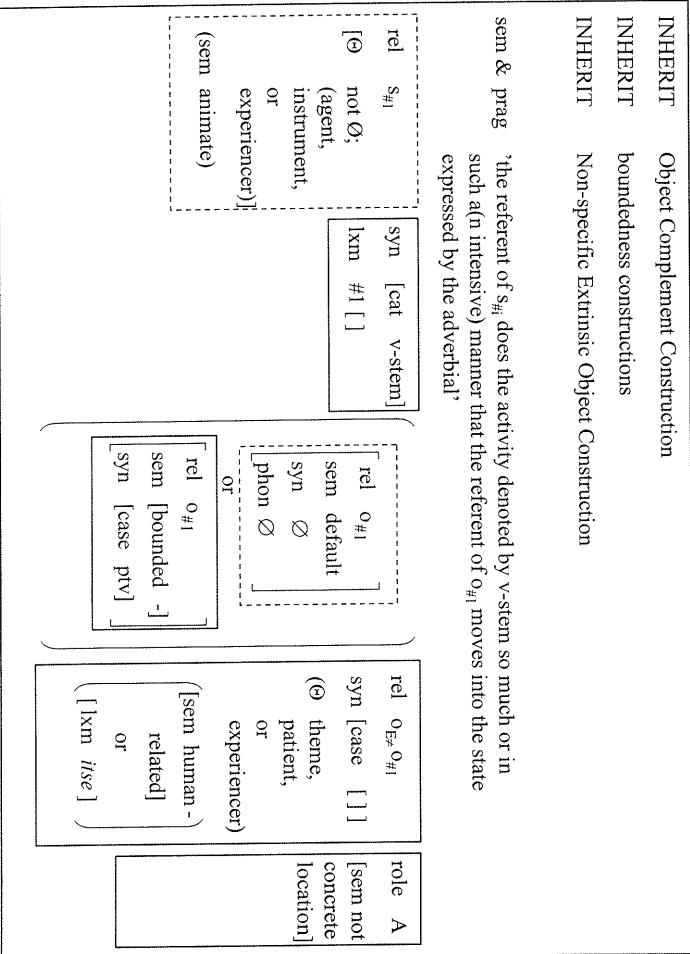 INHERIT Object Complement Construction
INHERIT boundedness constructions
INHERIT Non-specific Extrinsic Object Construction
sem & prag 'the referent of s#i does the activity denoted by v-stem so much or in
such a(n intensive) manner that the referent of o#1 moves into the state
expressed by the adverbial'
rel s#1
[Θ not Ø;
(agent,
instrument,
or
experiencer)]
(sem animate)
syn [cat v-stem]
lxm #1 [ ]
rel o#1
sem default
syn Ø
phon Ø
or
rel o#1
sem [bounded -]
syn [case ptv]
rel oE≠ o#1
syn [case [ ] ]
(Θ theme,
patient,
or
experiencer)
[sem human -
related]
or
[ lxm itse ]
role A
[sem not
concrete
location]